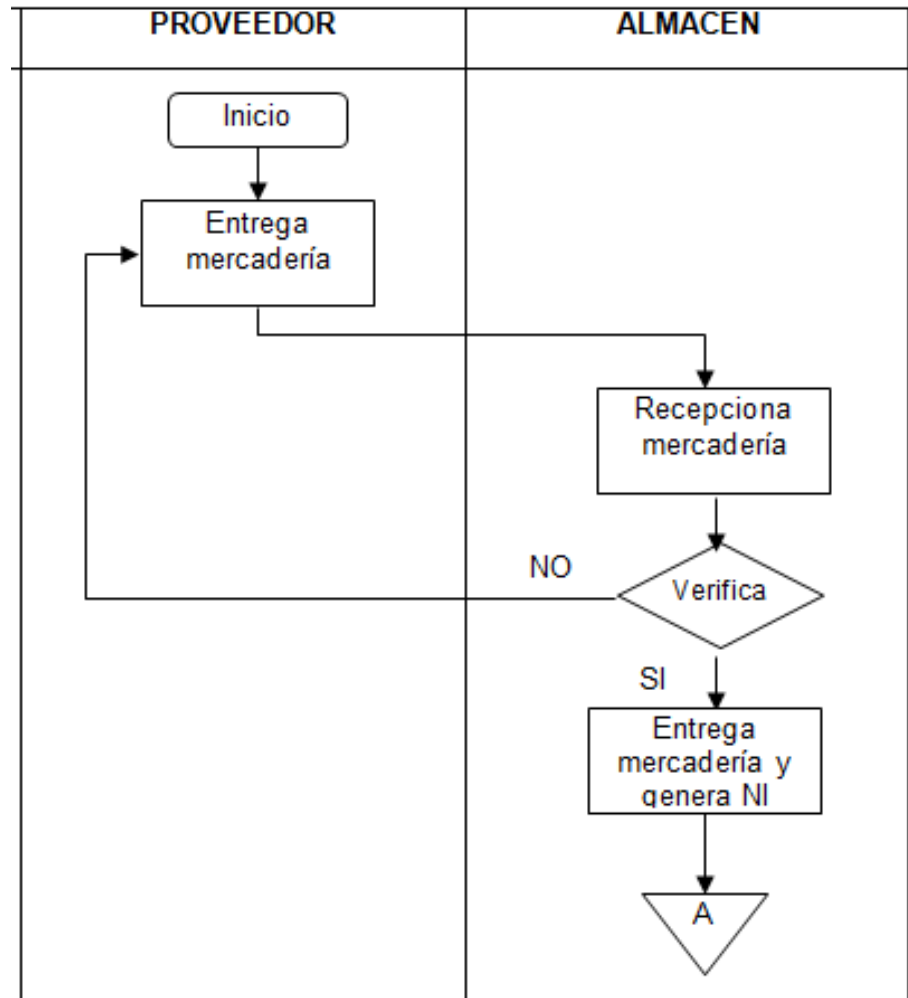 PROVEEDOR
ALMACEN
Inicio
Entrega
mercadería
Recepciona
mercadería
NO
Verifica
SI
Entrega
mercadería y
genera NI
A